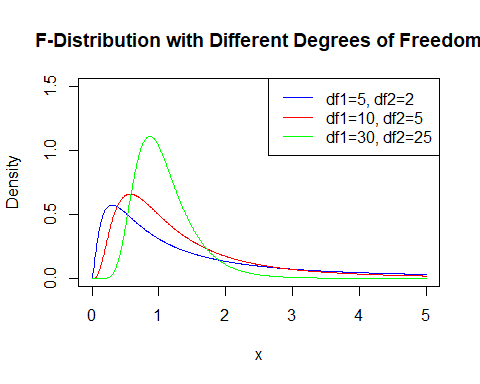 F-Distribution with Different Degrees of Freedom
df1=5, df2=2
df1=10, df2=5
df1=30, df2=25
Density
0.0
0.5
1.0
1.5
0 1 2 3 4 5
x